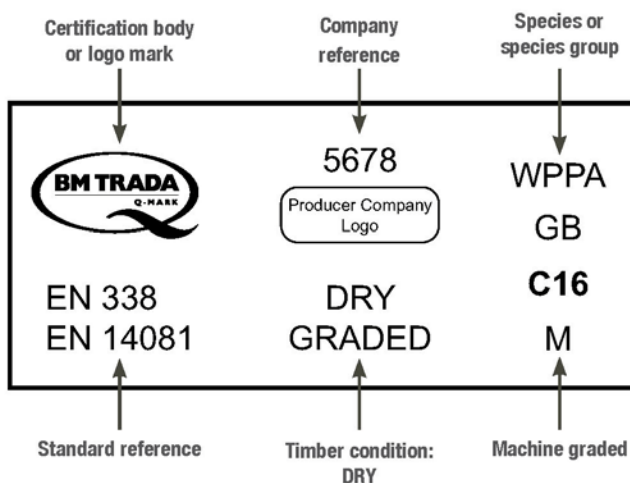 Certification body
or logo mark
Company
reference
Species or
species group
BM TRADA
Q-MARK
5678
Producer Company
Logo
WPPA
GB
C16
M
EN 338
EN 14081
DRY
GRADED
Standard reference
Timber condition:
DRY
Machine graded